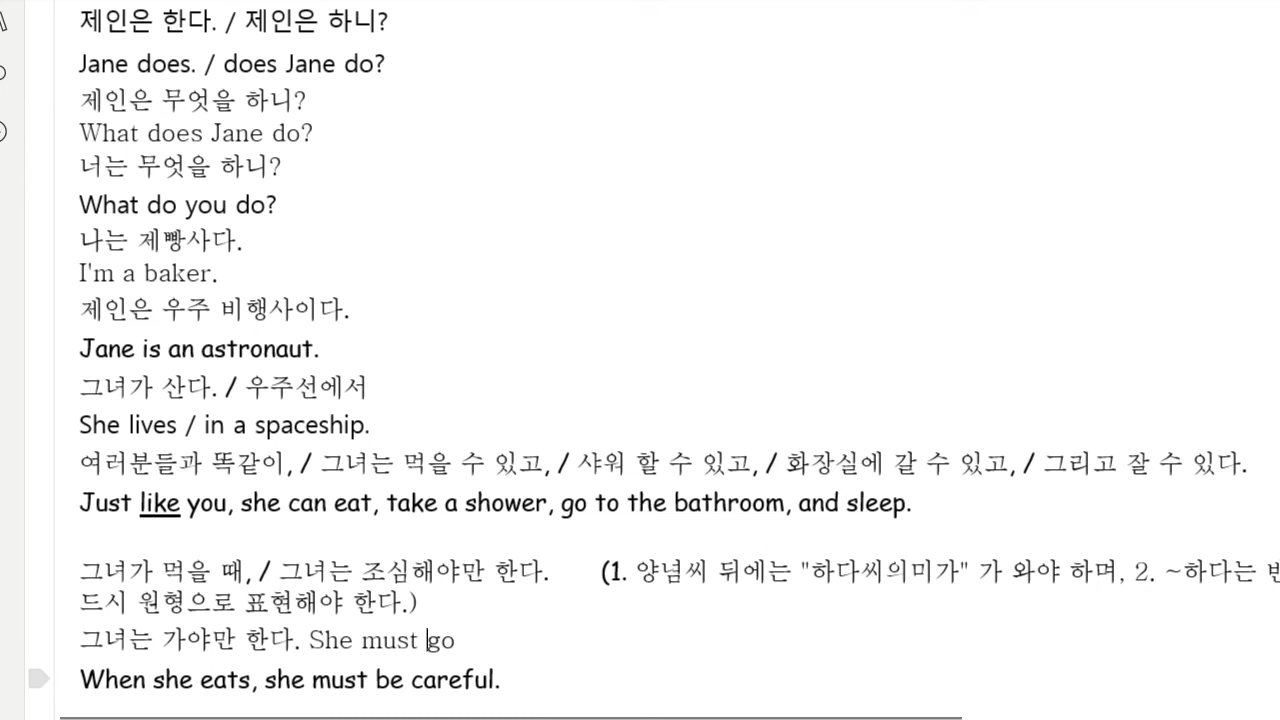 제인은 한다. / 제인은 하니?
Jane does. / does Jane do?
제인은 무엇을 하니?
What does Jane do?
너는 무엇을 하니?
What do you do?
나는 제빵사다.
I'm a baker.
제인은 우주 비행사이다.
Jane is an astronaut.
그녀가 산다. / 우주선에서
She lives / in a spaceship.
여러분들과 똑같이, / 그녀는 먹을 수 있고, / 샤워 할 수 있고, / 화장실에 갈 수 있고, / 그리고 잘 수 있다.
Just like you, she can eat, take a shower, go to the bathroom, and sleep.
그녀가 먹을 때, / 그녀는 조심해야만 한다. (1. 양념씨 뒤에는 "하다씨의미가" 가 와야 하며, 2. ~하다는
드시 원형으로 표현해야 한다.)
그녀는 가야만 한다. She must go
When she eats, she must be careful.